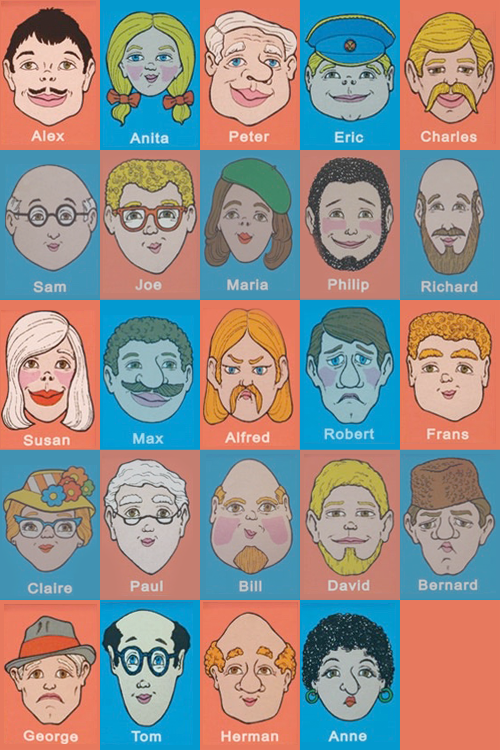 Alex
Anita
Peter
Eric
Charles
Sam
Joe
Maria
Philip
Richard
Susan
Max
Alfred
Robert
Frans
Claire
Paul
Bill
David
Bernard
George
Tom
Herman
Anne